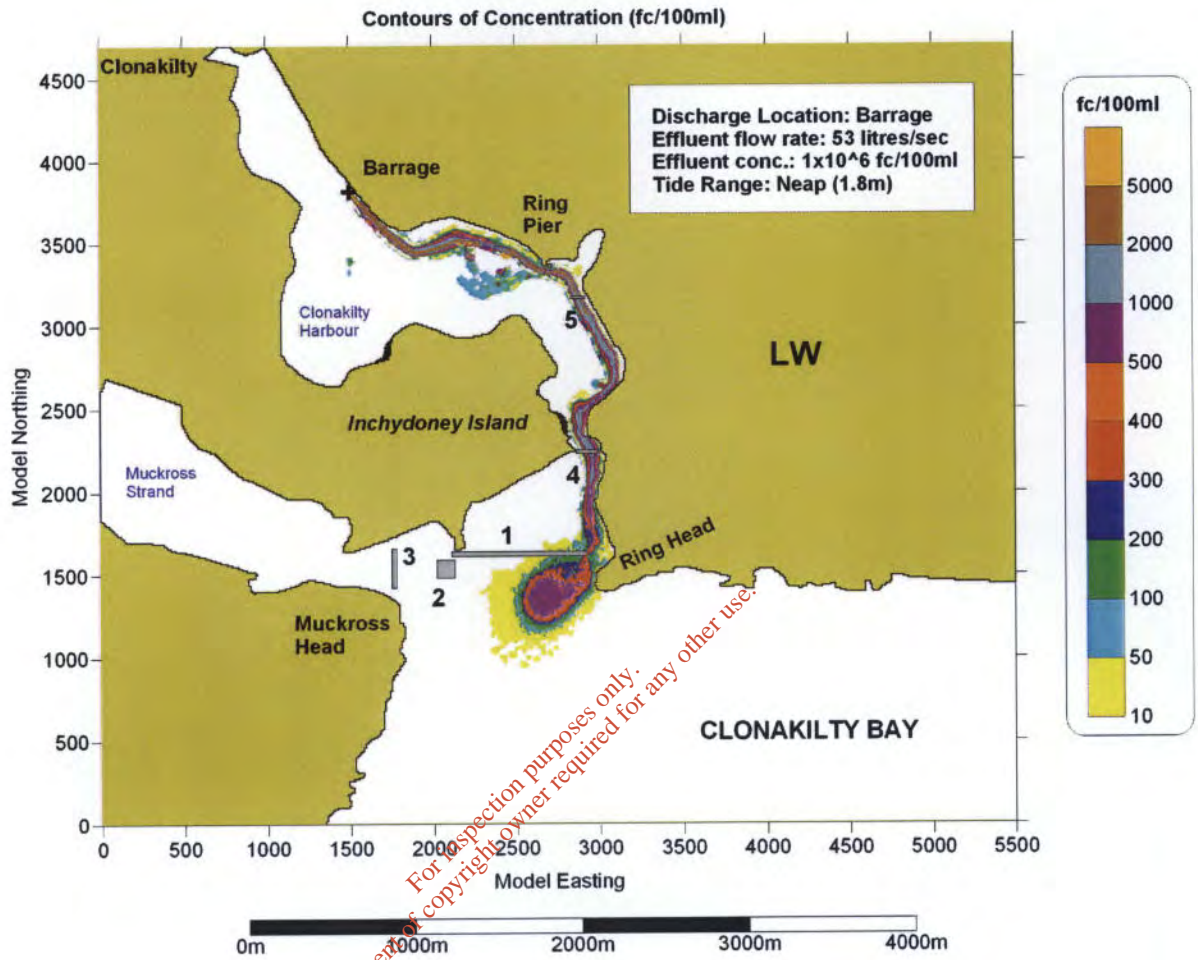 Contours of Concentration (fc/100ml)
Clonakilty
Discharge Location: Barrage
Effluent flow rate: 53 litres/sec
Effluent conc.: 1x10^6 fc/100ml
Tide Range: Neap (1.8m)
Barrage
Ring
Pier
Clonakilty
Harbour
5
LW
Inchydoney Island
Muckross
Strand
4
1
3
2
Ring Head
Muckross
Head
CLONAKILTY BAY
Model Northing
4500
4000
3500
3000
2500
2000
1500
1000
500
0
0 500 1000 1500 2000 2500 3000 3500 4000 4500 5000 5500
Model Easting
0m 1000m 2000m 3000m 4000m
fc/100ml
5000
2000
1000
500
400
300
200
100
50
10
For inspection purposes only.
of copyright owner required for any other use.